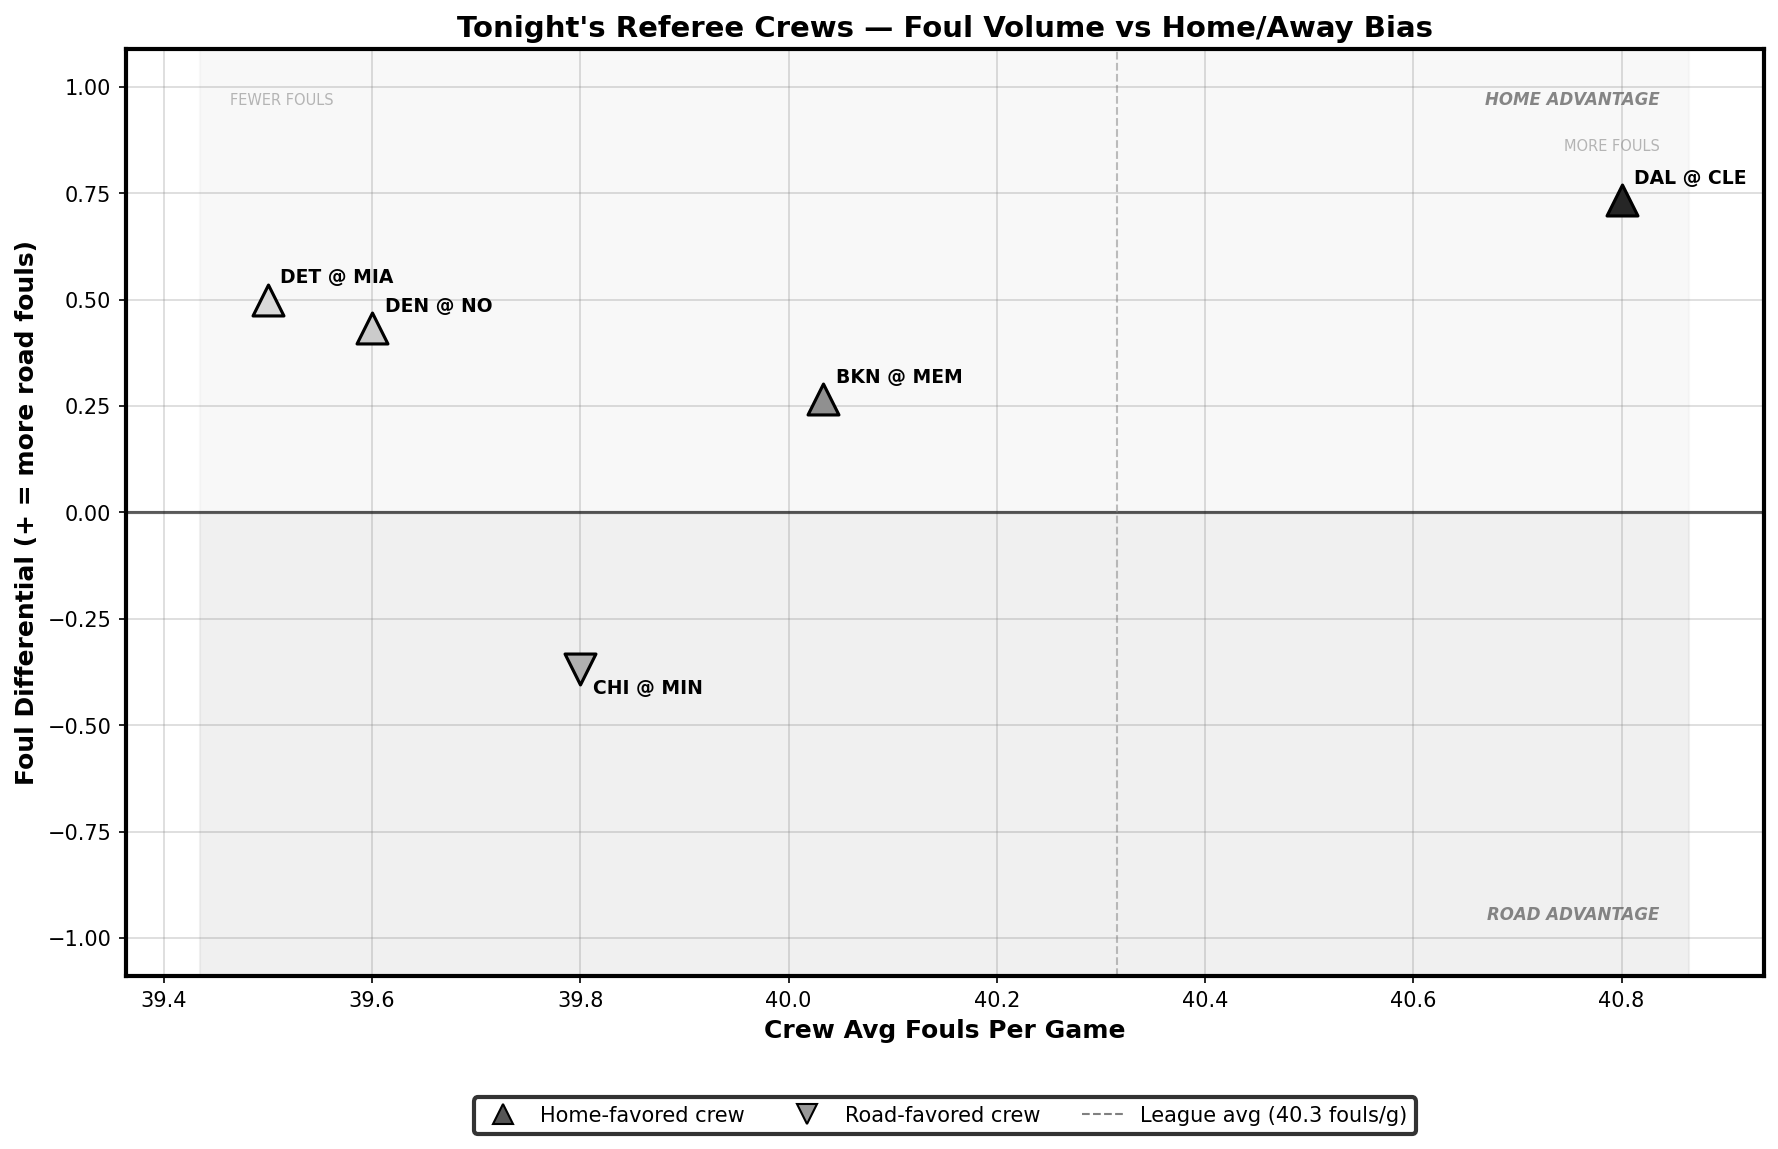 Tonight's Referee Crews — Foul Volume vs Home/Away Bias
Foul Differential (+ = more road fouls)
1.00
0.75
0.50
0.25
0.00
−0.25
−0.50
−0.75
−1.00
FEWER FOULS
HOME ADVANTAGE
MORE FOULS
DAL @ CLE
DET @ MIA
DEN @ NO
BKN @ MEM
CHI @ MIN
ROAD ADVANTAGE
39.4 39.6 39.8 40.0 40.2 40.4 40.6 40.8
Crew Avg Fouls Per Game
Home-favored crew Road-favored crew League avg (40.3 fouls/g)